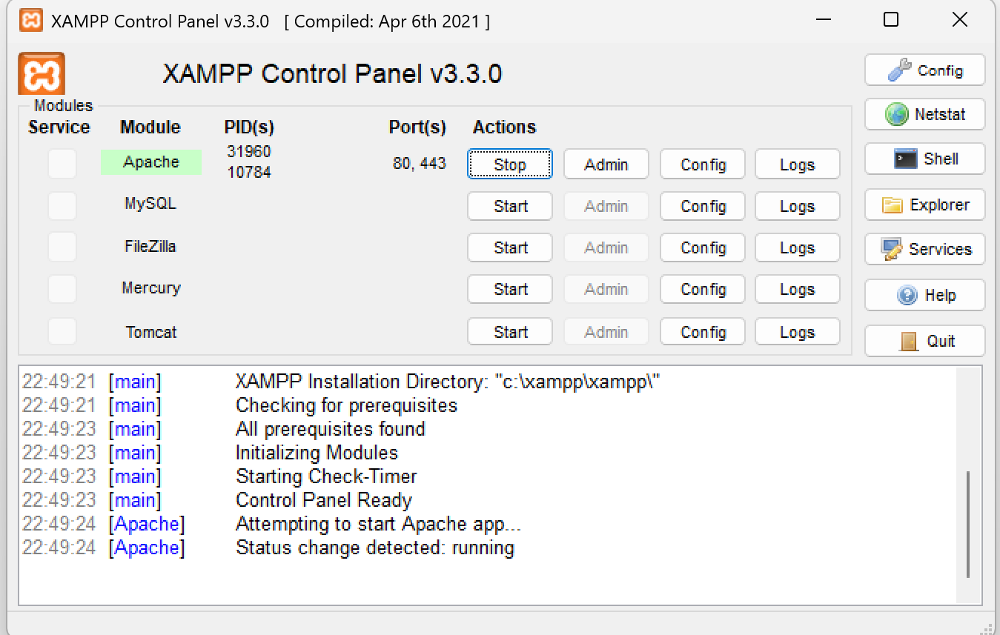 XAMPP Control Panel v3.3.0 [ Compiled: Apr 6th 2021 ]
XAMPP Control Panel v3.3.0
Config
Modules
Service Module PID(s) Port(s) Actions
Netstat
Apache 31960 10784 80, 443 Stop Admin Config Logs
Shell
MySQL Start Admin Config Logs
Explorer
FileZilla Start Admin Config Logs
Services
Mercury Start Admin Config Logs
Help
Tomcat Start Admin Config Logs
Quit
22:49:21 [main] XAMPP Installation Directory: "c:\xampp\xampp\"
22:49:21 [main] Checking for prerequisites
22:49:23 [main] All prerequisites found
22:49:23 [main] Initializing Modules
22:49:23 [main] Starting Check-Timer
22:49:23 [main] Control Panel Ready
22:49:24 [Apache] Attempting to start Apache app...
22:49:24 [Apache] Status change detected: running